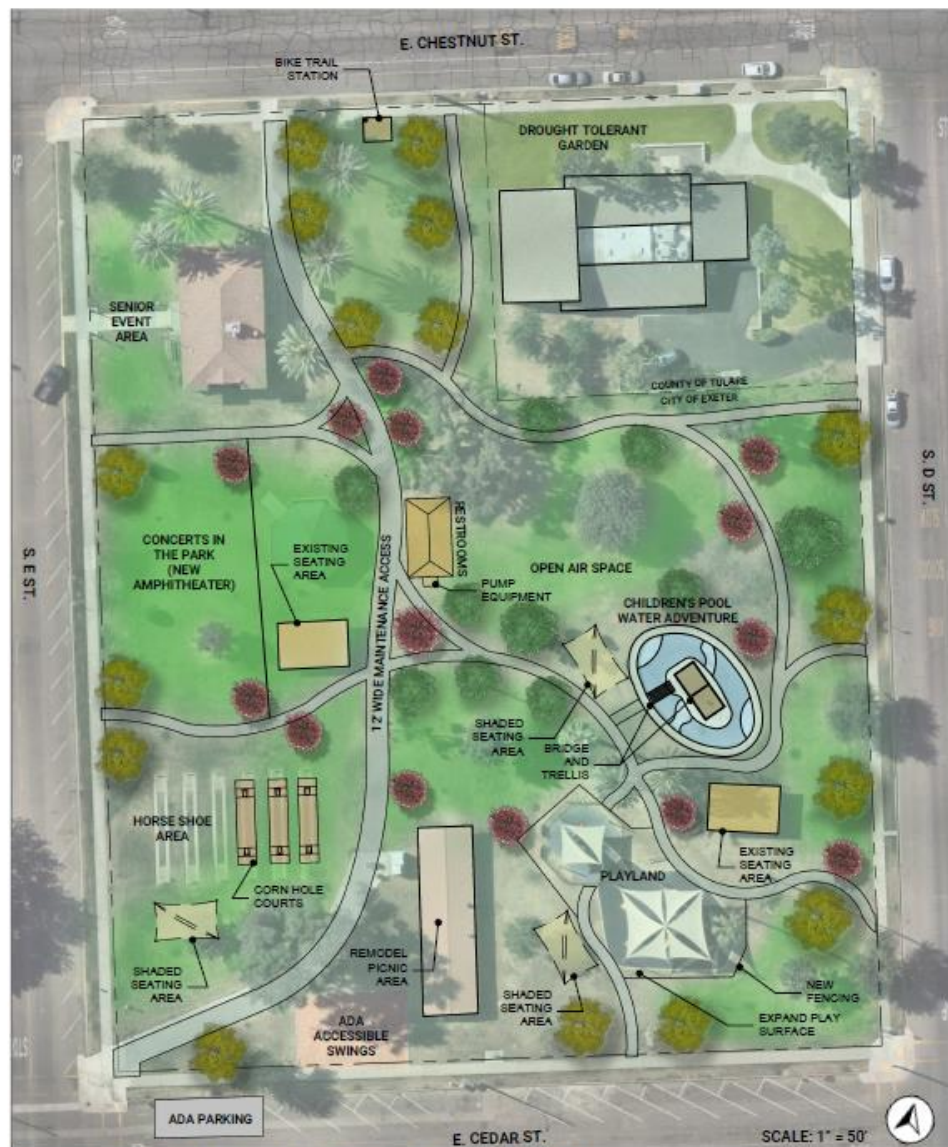 E. CHESTNUT ST.
BIKE TRAIL
STATION
DROUGHT TOLERANT
GARDEN
SENIOR
EVENT
AREA
COUNTY OF TULARE
CITY OF EXETER
S. E ST.
S. D ST.
CONCERTS IN
THE PARK
(NEW
AMPHITHEATER)
EXISTING
SEATING
AREA
12' WIDE MAINTENANCE ACCESS
RESTROOMS
PUMP
EQUIPMENT
OPEN AIR SPACE
CHILDREN'S POOL
WATER ADVENTURE
SHADED
SEATING
AREA
BRIDGE
AND
TRELLIS
HORSE SHOE
AREA
CORN HOLE
COURTS
EXISTING
SEATING
AREA
PLAYLAND
SHADED
SEATING
AREA
REMODEL
PICNIC
AREA
SHADED
SEATING
AREA
NEW
FENCING
EXPAND PLAY
SURFACE
ADA
ACCESSIBLE
SWINGS
ADA PARKING
E. CEDAR ST.
SCALE: 1" = 50'